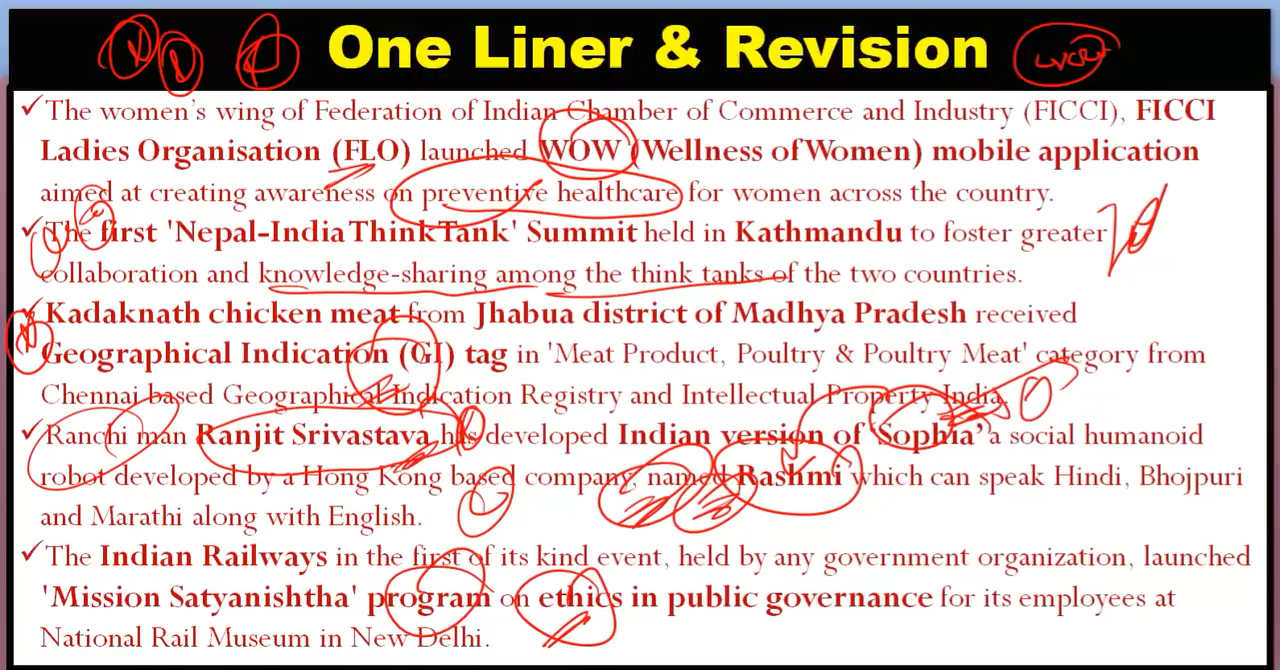 One Liner & Revision
✓The women's wing of Federation of Indian Chamber of Commerce and Industry (FICCI), FICCI
Ladies Organisation (FLO) launched WOW (Wellness of Women) mobile application
aimed at creating awareness on preventive healthcare for women across the country.
✓The first 'Nepal-India Think Tank' Summit held in Kathmandu to foster greater
collaboration and knowledge-sharing among the think tanks of the two countries.
✓Kadaknath chicken meat from Jhabua district of Madhya Pradesh received
Geographical Indication (GI) tag in 'Meat Product, Poultry & Poultry Meat' category from
Chennai based Geographical Indication Registry and Intellectual Property India.
✓Ranchi man Ranjit Srivastava has developed Indian version of 'Sophia' a social humanoid
robot developed by a Hong Kong based company, named Rashmi which can speak Hindi, Bhojpuri
and Marathi along with English.
✓The Indian Railways in the first of its kind event, held by any government organization, launched
'Mission Satyanishtha' program on ethics in public governance for its employees at
National Rail Museum in New Delhi.